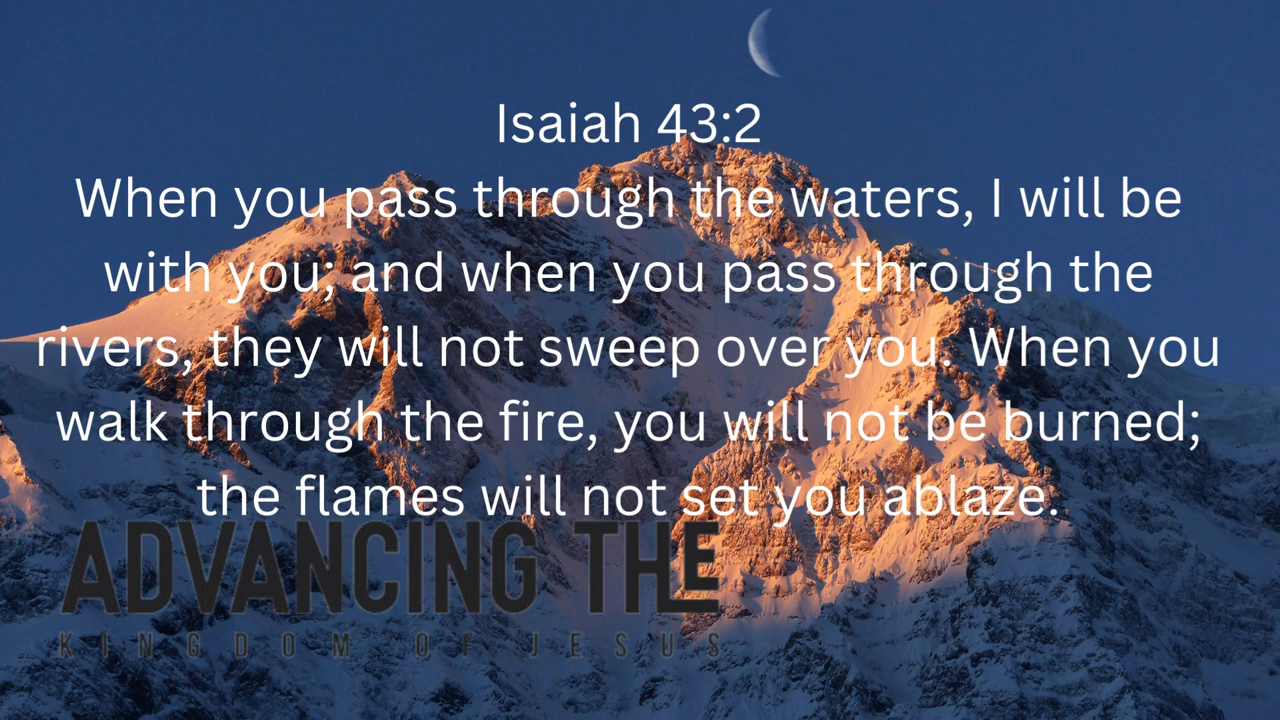 Isaiah 43:2
When you pass through the waters, I will be
with you; and when you pass through the
rivers, they will not sweep over you. When you
walk through the fire, you will not be burned;
the flames will not set you ablaze.
ADVANCING THE
KINGDOM OF JESUS